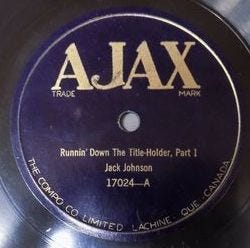 AJAX
TRADE MARK
Runnin' Down The Title-Holder, Part I
Jack Johnson
17024—A
THE COMPO CO. LIMITED LACHINE, QUE., CANADA